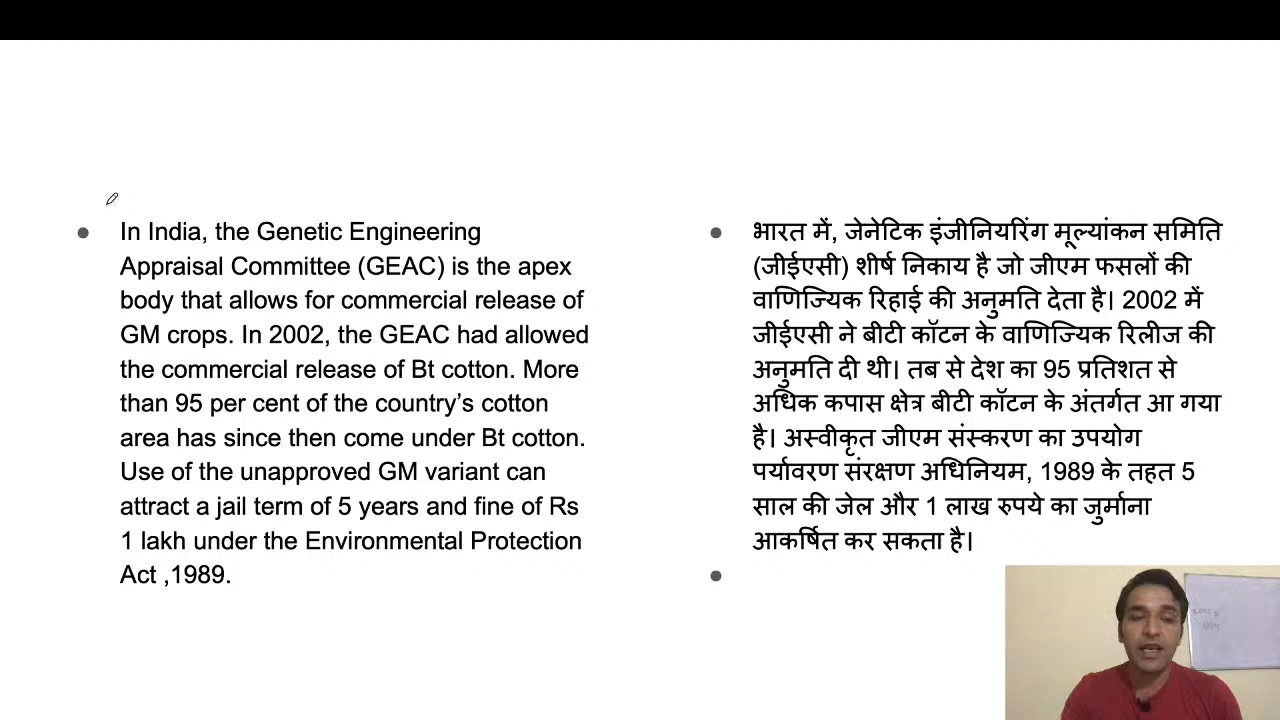 In India, the Genetic Engineering
Appraisal Committee (GEAC) is the apex
body that allows for commercial release of
GM crops. In 2002, the GEAC had allowed
the commercial release of Bt cotton. More
than 95 per cent of the country’s cotton
area has since then come under Bt cotton.
Use of the unapproved GM variant can
attract a jail term of 5 years and fine of Rs
1 lakh under the Environmental Protection
Act ,1989.
भारत में, जेनेटिक इंजीनियरिंग मूल्यांकन समिति
(जीईएसी) शीर्ष निकाय है जो जीएम फसलों की
वाणिज्यिक रिहाई की अनुमति देता है। 2002 में
जीईएसी ने बीटी कॉटन के वाणिज्यिक रिलीज की
अनुमति दी थी। तब से देश का 95 प्रतिशत से
अधिक कपास क्षेत्र बीटी कॉटन के अंतर्गत आ गया
है। अस्वीकृत जीएम संस्करण का उपयोग
पर्यावरण संरक्षण अधिनियम, 1989 के तहत 5
साल की जेल और 1 लाख रुपये का जुर्माना
आकर्षित कर सकता है।